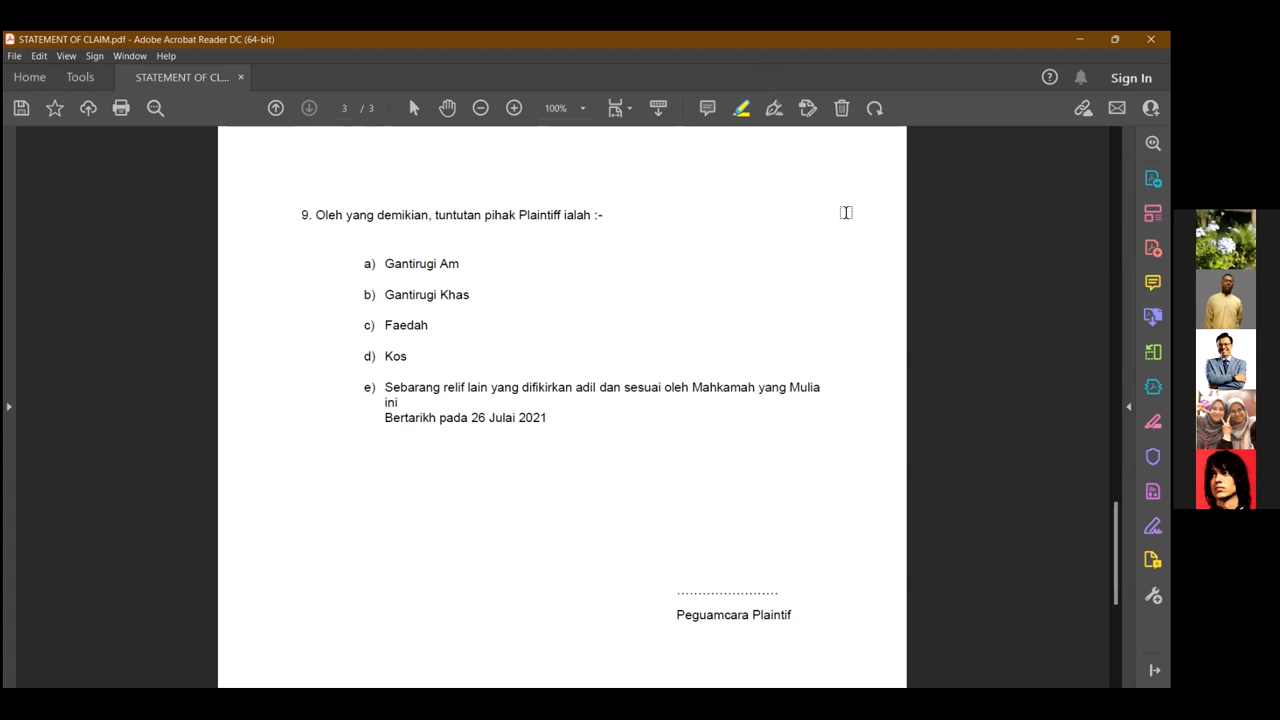 STATEMENT OF CLAIM.pdf - Adobe Acrobat Reader DC (64-bit)
File Edit View Sign Window Help
Home Tools STATEMENT OF CL... × Sign In
3 / 3 100%
9. Oleh yang demikian, tuntutan pihak Plaintiff ialah :-
a) Gantirugi Am
b) Gantirugi Khas
c) Faedah
d) Kos
e) Sebarang relif lain yang difikirkan adil dan sesuai oleh Mahkamah yang Mulia
ini
Bertarikh pada 26 Julai 2021
........................
Peguamcara Plaintif